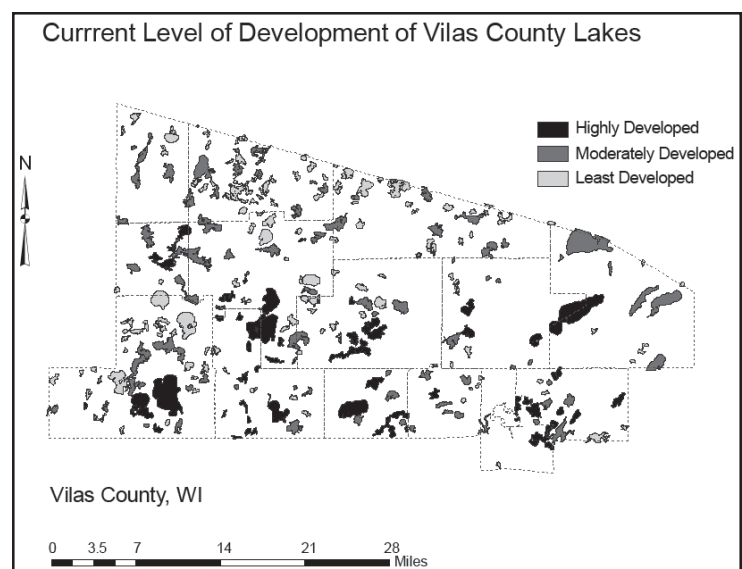 Currrent Level of Development of Vilas County Lakes
Highly Developed
Moderately Developed
Least Developed
N
Vilas County, WI
0 3.5 7 14 21 28
Miles